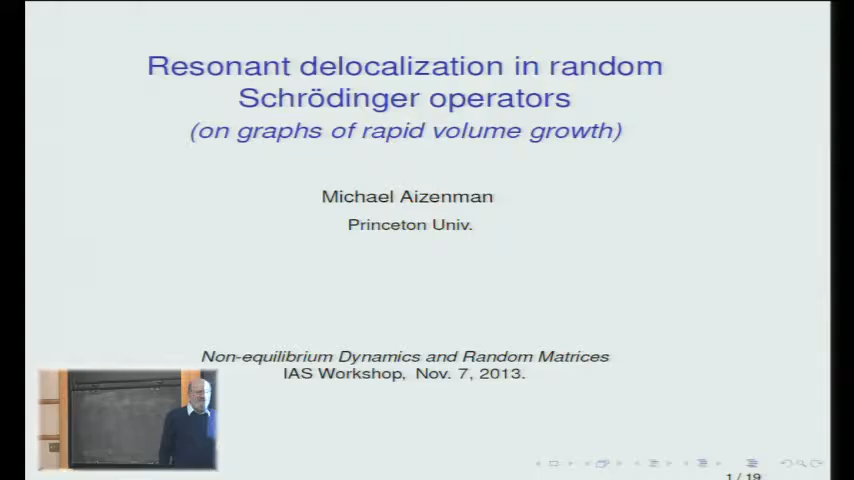 Resonant delocalization in random
Schrödinger operators
(on graphs of rapid volume growth)
Michael Aizenman
Princeton Univ.
Non-equilibrium Dynamics and Random Matrices
IAS Workshop, Nov. 7, 2013.
1 / 19